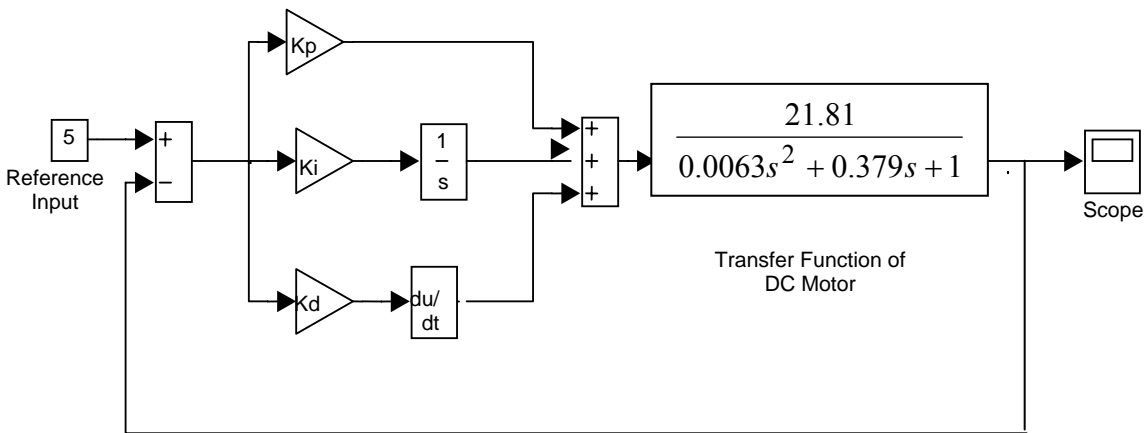 Kp
5
+
−
Reference
Input
Ki
1
s
+
+
+
21.81
0.0063s² + 0.379s + 1
Scope
Transfer Function of
DC Motor
Kd
du/
dt